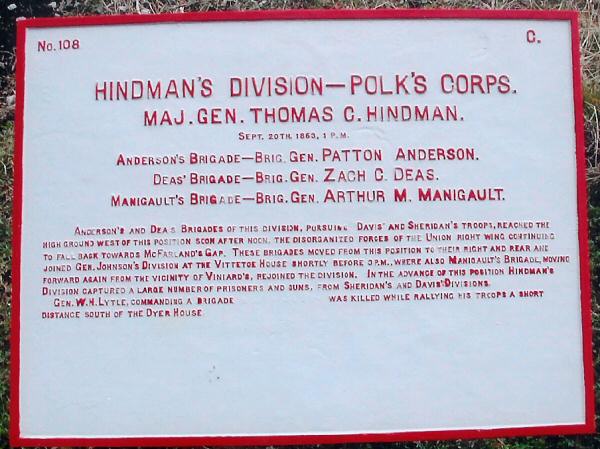 No. 108 C.
HINDMAN'S DIVISION—POLK'S CORPS.
MAJ. GEN. THOMAS C. HINDMAN.
SEPT. 20TH. 1863, 1 P.M.
ANDERSON'S BRIGADE—BRIG. GEN. PATTON ANDERSON.
DEAS' BRIGADE—BRIG. GEN. ZACH C. DEAS.
MANIGAULT'S BRIGADE—BRIG. GEN. ARTHUR M. MANIGAULT.
ANDERSON'S AND DEAS BRIGADES OF THIS DIVISION, PURSUING DAVIS' AND SHERIDAN'S TROOPS, REACHED THE
HIGH GROUND WEST OF THIS POSITION SOON AFTER NOON, THE DISORGANIZED FORCES OF THE UNION RIGHT WING CONTINUING
TO FALL BACK TOWARDS MCFARLAND'S GAP. THESE BRIGADES MOVED FROM THIS POSITION TO THEIR RIGHT AND REAR AND
JOINED GEN. JOHNSON'S DIVISION AT THE VITTETOE HOUSE SHORTLY BEFORE 3 P.M., WHERE ALSO MANIGAULT'S BRIGADE, MOVING
FORWARD AGAIN FROM THE VICINITY OF VINIARD'S, REJOINED THE DIVISION. IN THE ADVANCE OF THIS POSITION HINDMAN'S
DIVISION CAPTURED A LARGE NUMBER OF PRISONERS AND GUNS, FROM SHERIDAN'S AND DAVIS' DIVISIONS.
GEN. W. H. LYTLE, COMMANDING A BRIGADE WAS KILLED WHILE RALLYING HIS TROOPS A SHORT
DISTANCE SOUTH OF THE DYER HOUSE.